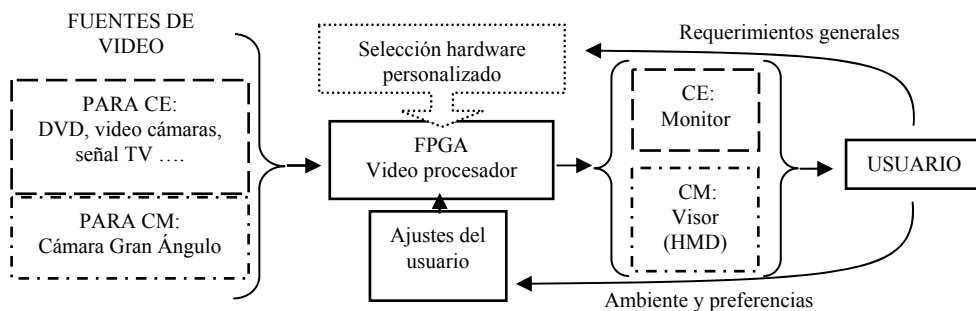 FUENTES DE
VIDEO
PARA CE:
DVD, video cámaras,
señal TV ….
PARA CM:
Cámara Gran Ángulo
Selección hardware
personalizado
FPGA
Video procesador
Ajustes del
usuario
CE:
Monitor
CM:
Visor
(HMD)
Requerimientos generales
USUARIO
Ambiente y preferencias